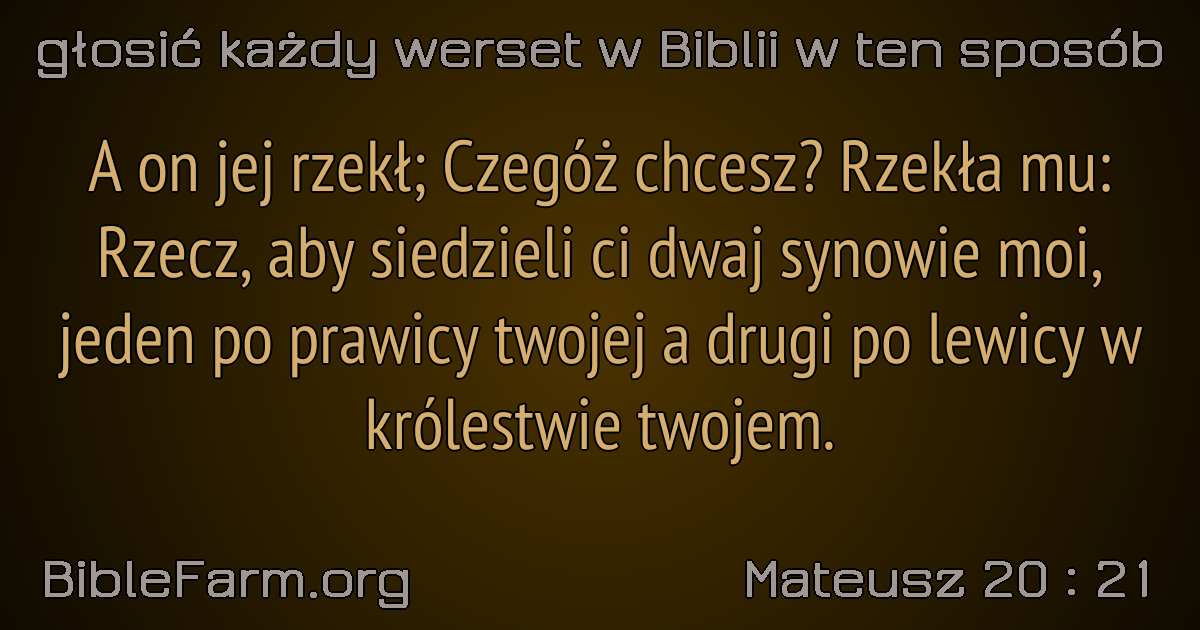 głosić każdy werset w Biblii w ten sposób
A on jej rzekł; Czegóż chcesz? Rzekła mu:
Rzecz, aby siedzieli ci dwaj synowie moi,
jeden po prawicy twojej a drugi po lewicy w
królestwie twojem.
BibleFarm.org
Mateusz 20 : 21